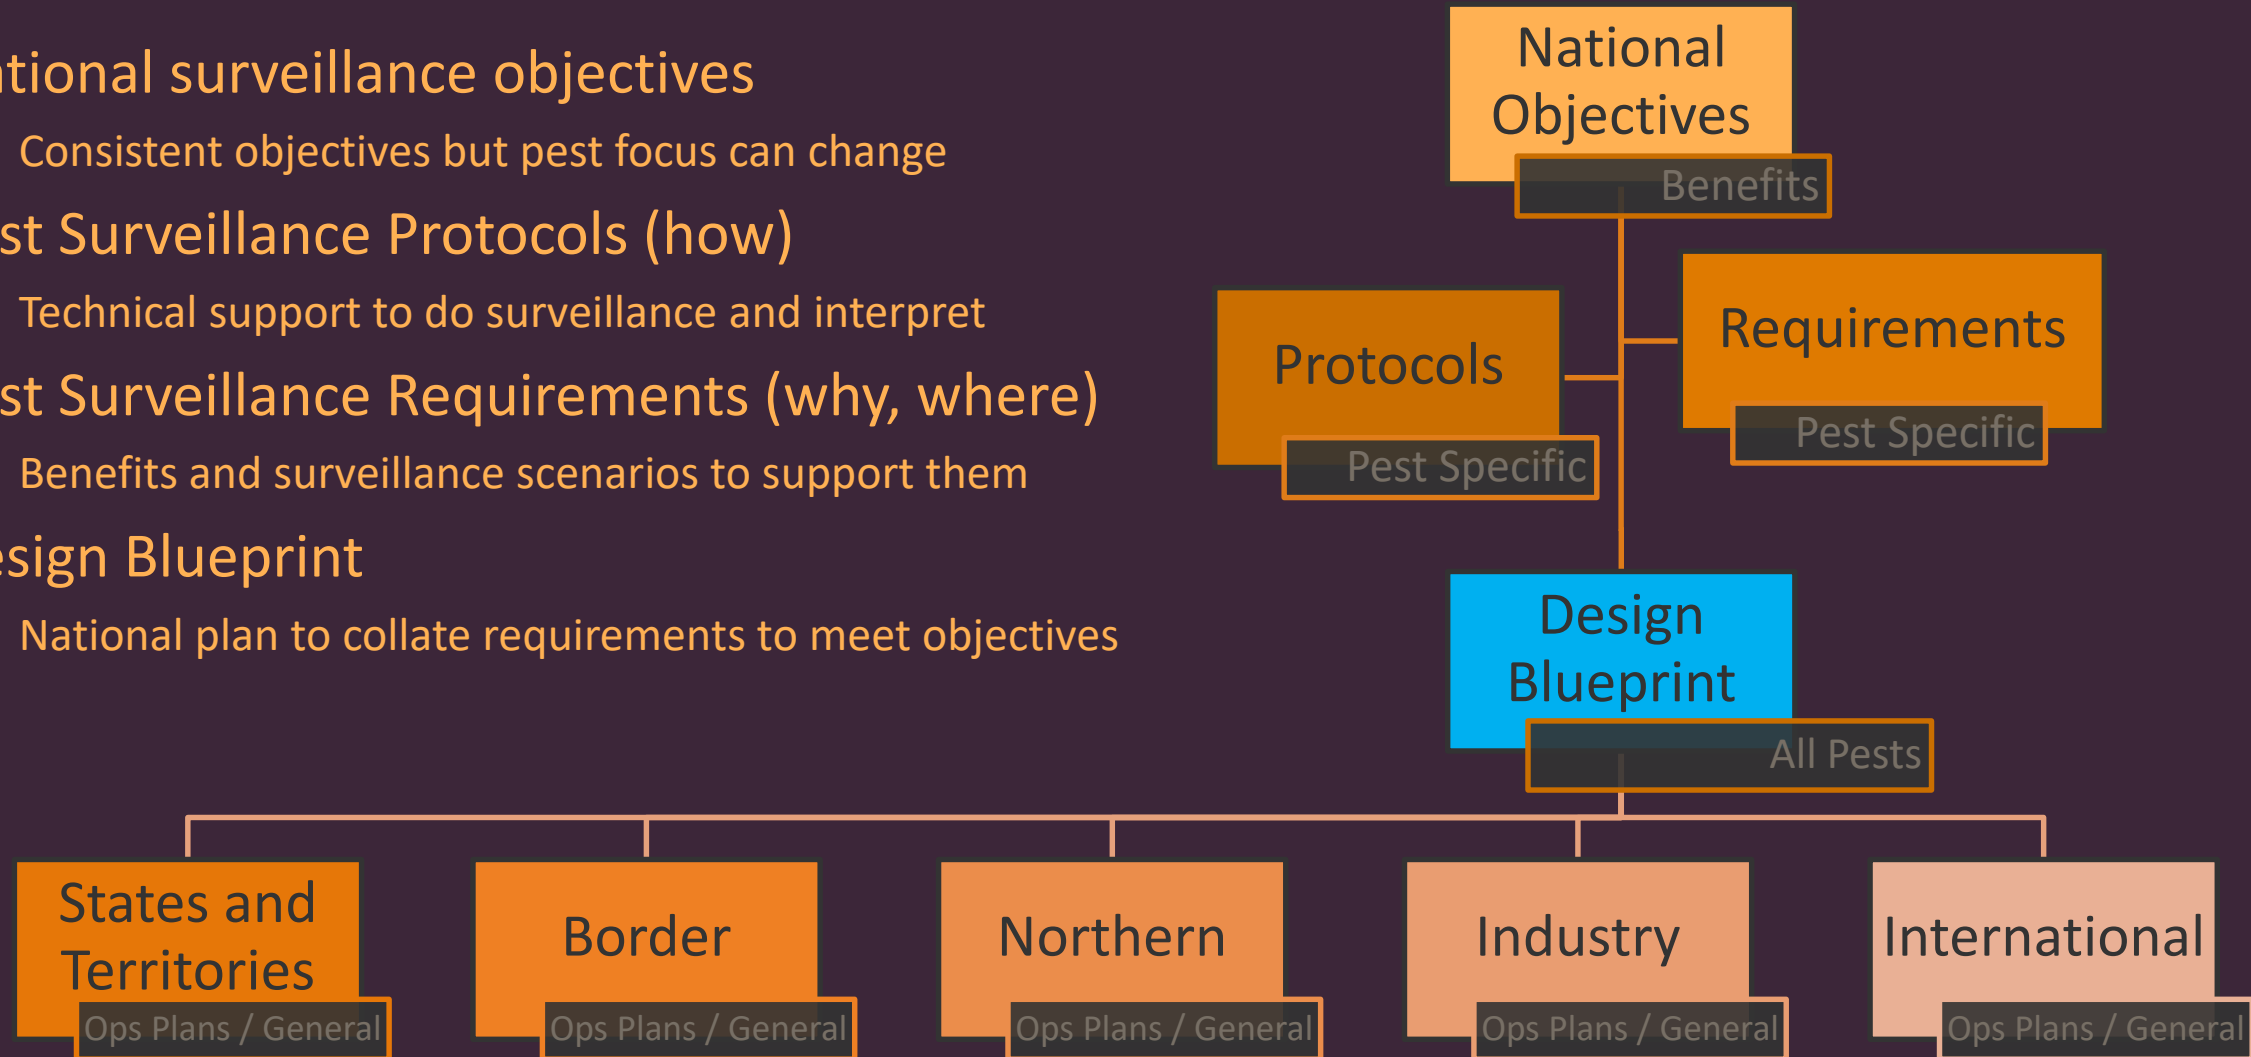 tional surveillance objectives
Consistent objectives but pest focus can change
st Surveillance Protocols (how)
Technical support to do surveillance and interpret
st Surveillance Requirements (why, where)
Benefits and surveillance scenarios to support them
esign Blueprint
National plan to collate requirements to meet objectives
National
Objectives
Benefits
Requirements
Pest Specific
Protocols
Pest Specific
Design
Blueprint
All Pests
States and
Territories
Ops Plans / General
Border
Ops Plans / General
Northern
Ops Plans / General
Industry
Ops Plans / General
International
Ops Plans / General